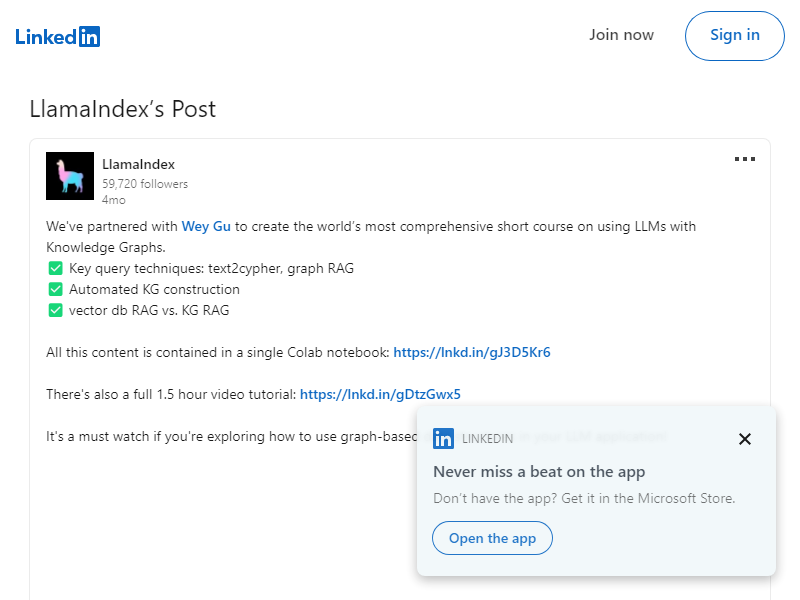 LinkedIn
Join now
Sign in
LlamaIndex’s Post
LlamaIndex
59,720 followers
4mo
We’ve partnered with Wey Gu to create the world’s most comprehensive short course on using LLMs with
Knowledge Graphs.
✅ Key query techniques: text2cypher, graph RAG
✅ Automated KG construction
✅ vector db RAG vs. KG RAG
All this content is contained in a single Colab notebook: https://lnkd.in/gJ3D5Kr6
There's also a full 1.5 hour video tutorial: https://lnkd.in/gDtzGwx5
It's a must watch if you're exploring how to use graph-based
in LINKEDIN
Never miss a beat on the app
Don’t have the app? Get it in the Microsoft Store.
Open the app